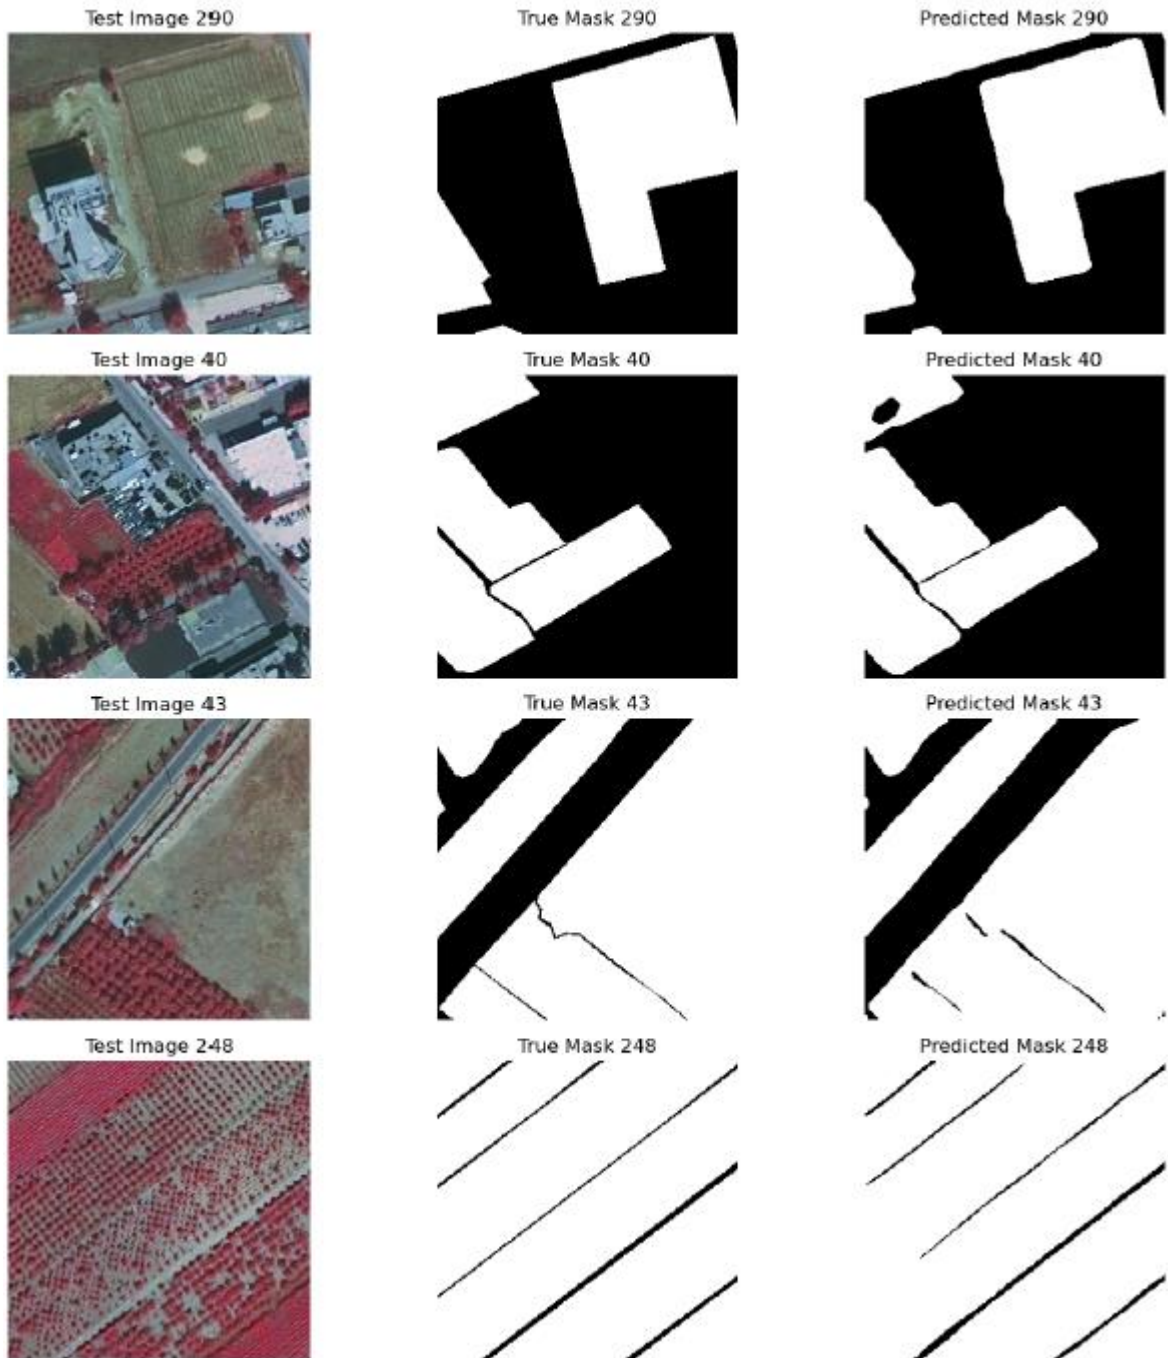 Test Image 290 True Mask 290 Predicted Mask 290
Test Image 40 True Mask 40 Predicted Mask 40
Test Image 43 True Mask 43 Predicted Mask 43
Test Image 248 True Mask 248 Predicted Mask 248